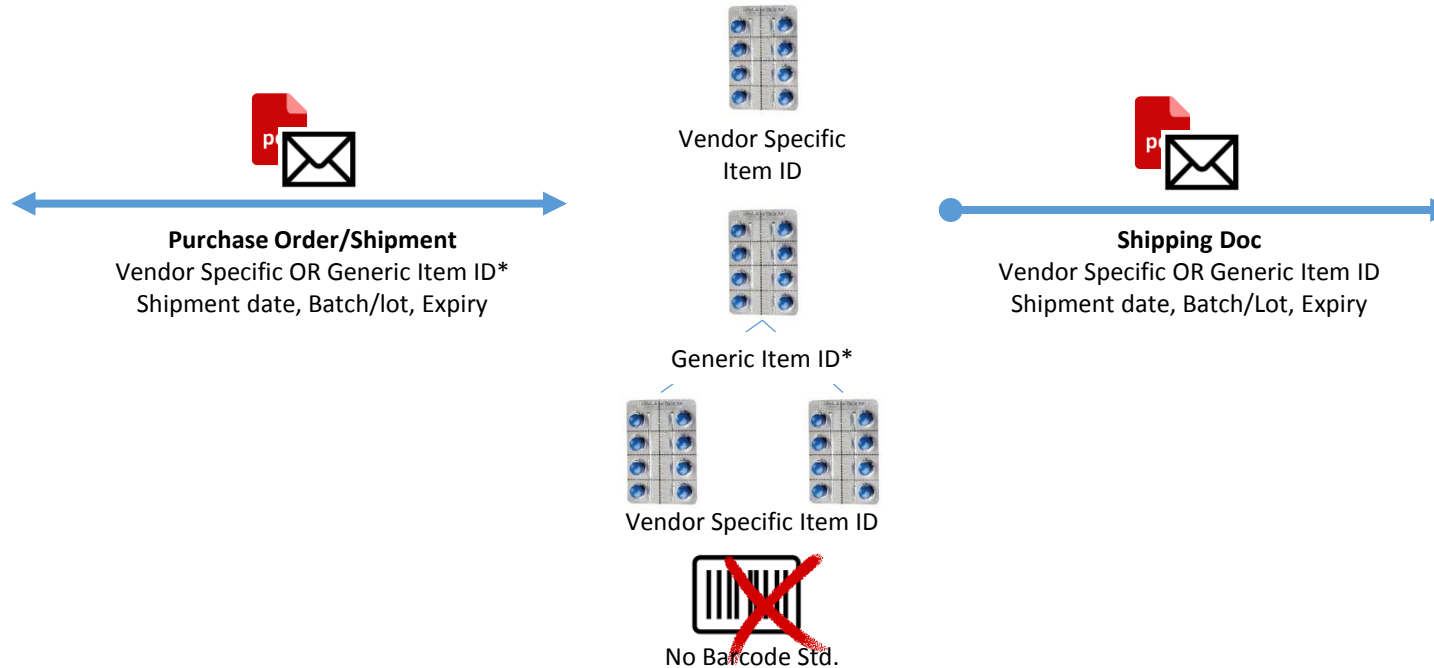 pd
Purchase Order/Shipment
Vendor Specific OR Generic Item ID*
Shipment date, Batch/lot, Expiry
Vendor Specific
Item ID
Generic Item ID*
Vendor Specific Item ID
No Barcode Std.
pd
Shipping Doc
Vendor Specific OR Generic Item ID
Shipment date, Batch/Lot, Expiry